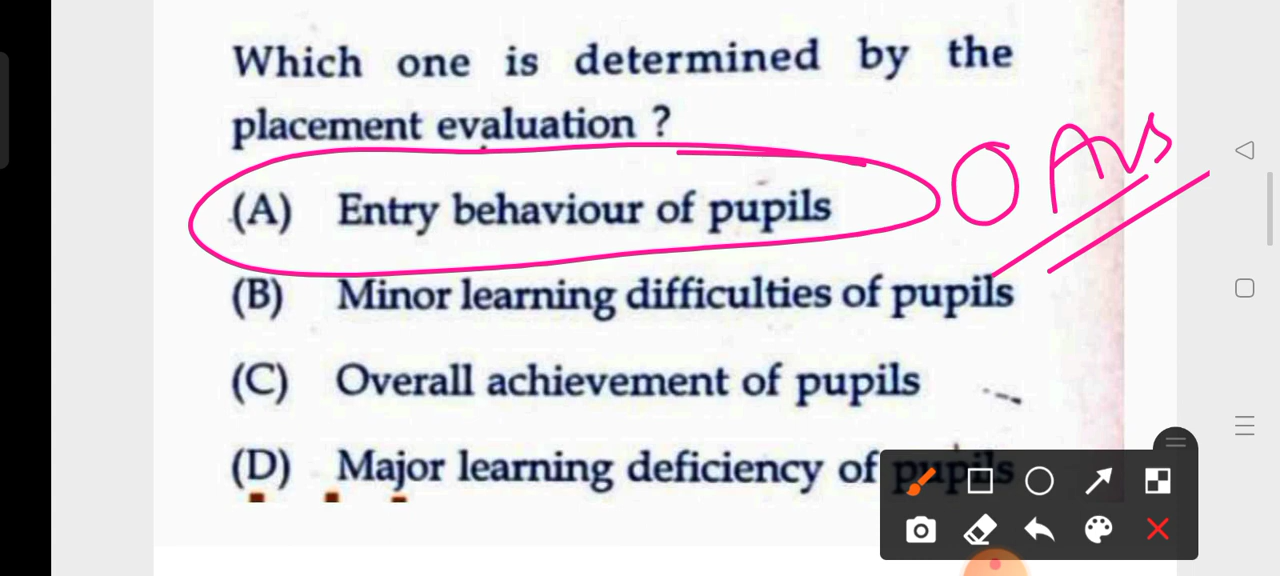 Which one is determined by the
placement evaluation ?
(A) Entry behaviour of pupils
O Ans
(B) Minor learning difficulties of pupils
(C) Overall achievement of pupils
(D) Major learning deficiency of pupils